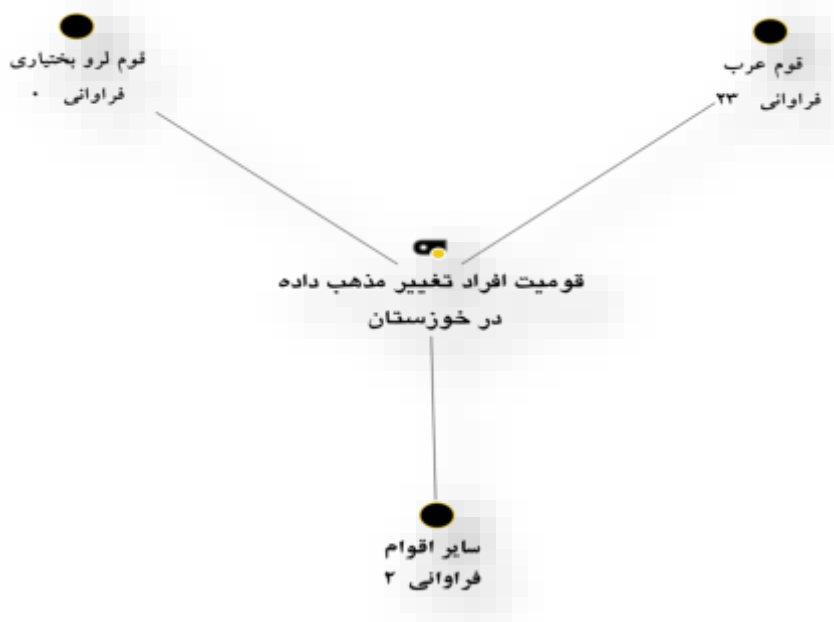 قوم لرو بختیاری
فراوانی ۰
قوم عرب
فراوانی ۲۳
قومیت افراد تغییر مذهب داده
در خوزستان
سایر اقوام
فراوانی ۲